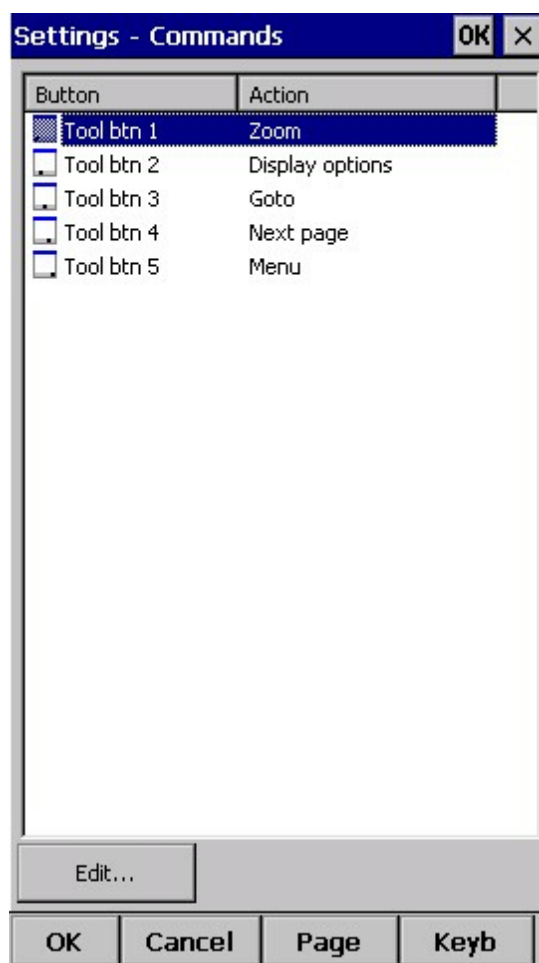 Settings - Commands OK
Button Action
Tool btn 1 Zoom
Tool btn 2 Display options
Tool btn 3 Goto
Tool btn 4 Next page
Tool btn 5 Menu
Edit...
OK Cancel Page Keyb